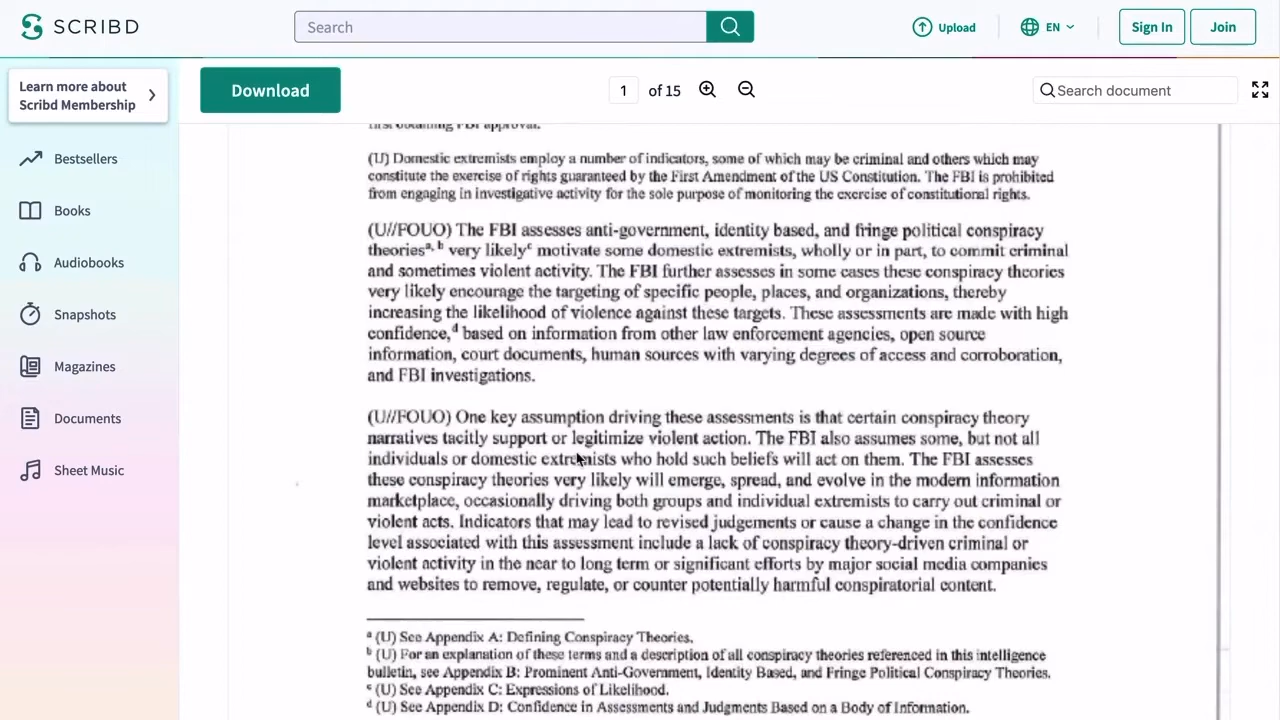 SCRIBD
Search
Upload
EN
Sign In
Join
Learn more about
Scribd Membership
Download
1 of 15
Search document
Bestsellers
Books
Audiobooks
Snapshots
Magazines
Documents
Sheet Music
first obtaining FBI approval.
(U) Domestic extremists employ a number of indicators, some of which may be criminal and others which may
constitute the exercise of rights guaranteed by the First Amendment of the US Constitution. The FBI is prohibited
from engaging in investigative activity for the sole purpose of monitoring the exercise of constitutional rights.
(U//FOUO) The FBI assesses anti-government, identity based, and fringe political conspiracy
theories a, b very likely c motivate some domestic extremists, wholly or in part, to commit criminal
and sometimes violent activity. The FBI further assesses in some cases these conspiracy theories
very likely encourage the targeting of specific people, places, and organizations, thereby
increasing the likelihood of violence against these targets. These assessments are made with high
confidence, d based on information from other law enforcement agencies, open source
information, court documents, human sources with varying degrees of access and corroboration,
and FBI investigations.
(U//FOUO) One key assumption driving these assessments is that certain conspiracy theory
narratives tacitly support or legitimize violent action. The FBI also assumes some, but not all
individuals or domestic extremists who hold such beliefs will act on them. The FBI assesses
these conspiracy theories very likely will emerge, spread, and evolve in the modern information
marketplace, occasionally driving both groups and individual extremists to carry out criminal or
violent acts. Indicators that may lead to revised judgements or cause a change in the confidence
level associated with this assessment include a lack of conspiracy theory-driven criminal or
violent activity in the near to long term or significant efforts by major social media companies
and websites to remove, regulate, or counter potentially harmful conspiratorial content.
a (U) See Appendix A: Defining Conspiracy Theories.
b (U) For an explanation of these terms and a description of all conspiracy theories referenced in this intelligence
bulletin, see Appendix B: Prominent Anti-Government, Identity Based, and Fringe Political Conspiracy Theories.
c (U) See Appendix C: Expressions of Likelihood.
d (U) See Appendix D: Confidence in Assessments and Judgments Based on a Body of Information.